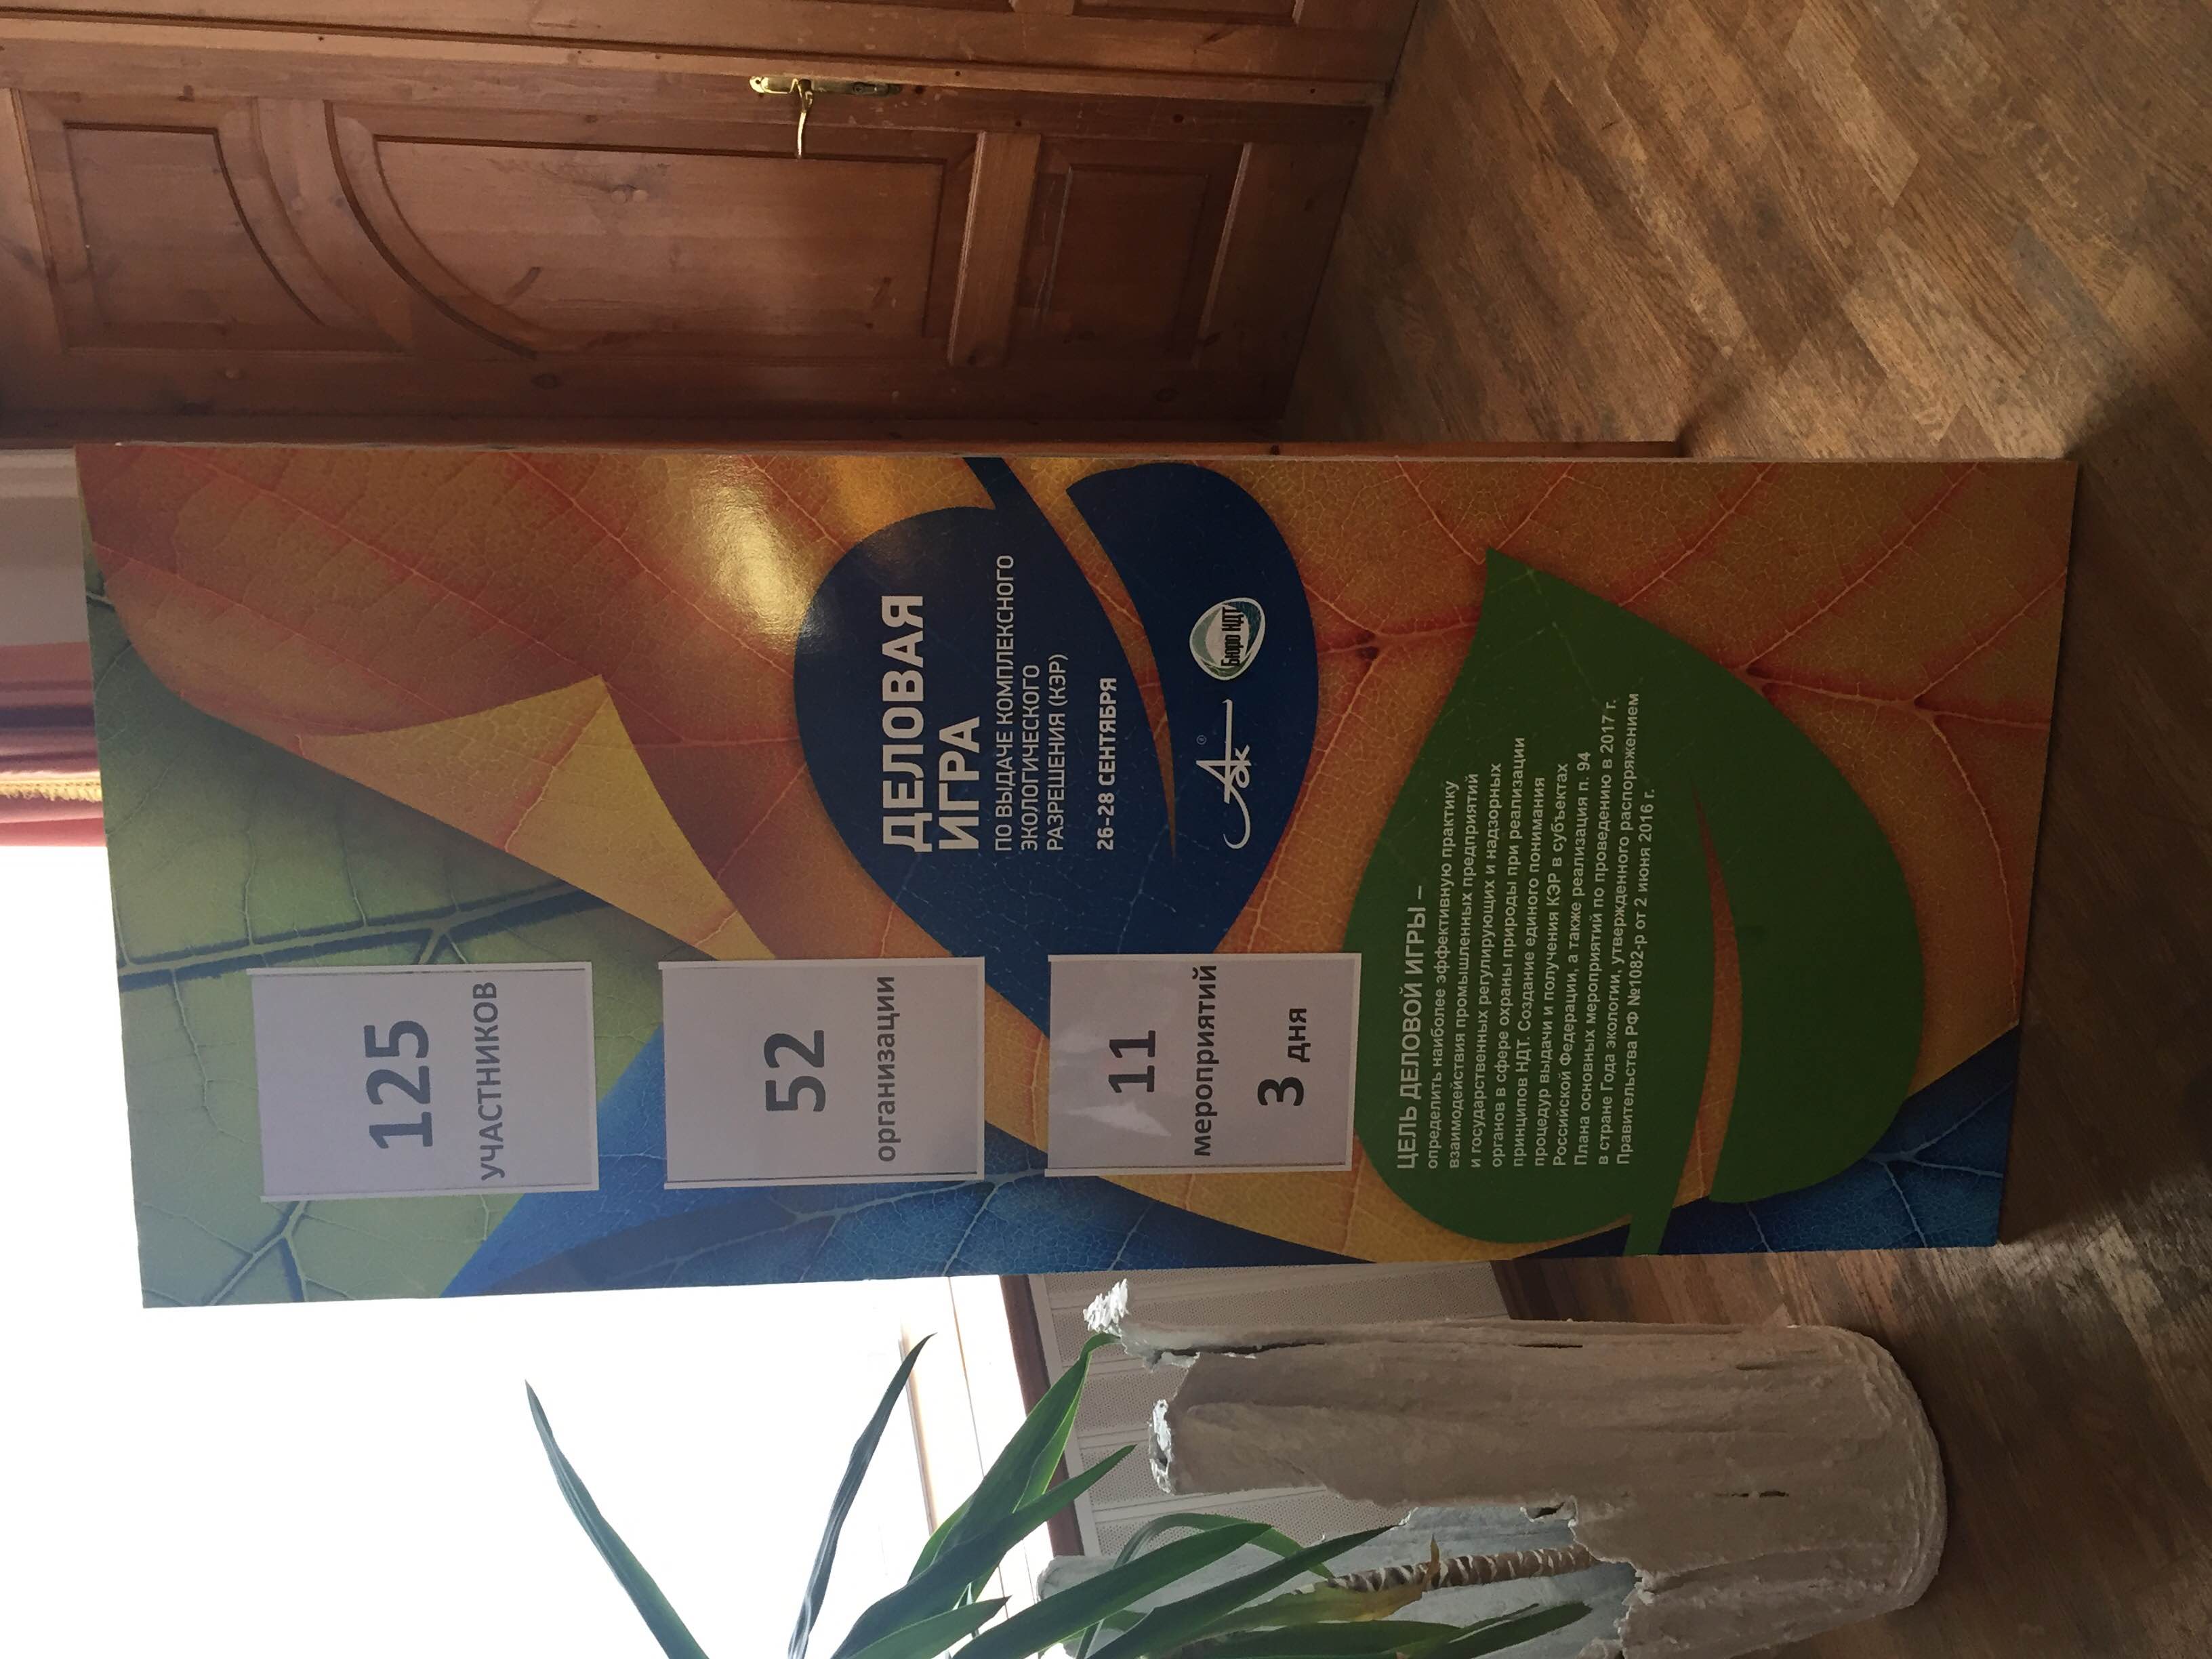 125
УЧАСТНИКОВ
52
организации
11
мероприятий
3 дня
ДЕЛОВАЯ
ИГРА
ПО ВЫДАЧЕ КОМПЛЕКСНОГО
ЭКОЛОГИЧЕСКОГО
РАЗРЕШЕНИЯ (КЭР)
26-28 СЕНТЯБРЯ
Бюро НДТ
ЦЕЛЬ ДЕЛОВОЙ ИГРЫ –
определить наиболее эффективную практику
взаимодействия промышленных предприятий
и государственных регулирующих и надзорных
органов в сфере охраны природы при реализации
принципов НДТ. Создание единого понимания
процедур выдачи и получения КЭР в субъектах
Российской Федерации, а также реализация п. 94
Плана основных мероприятий по проведению в 2017 г.
в стране Года экологии, утвержденного распоряжением
Правительства РФ №1082-р от 2 июня 2016 г.